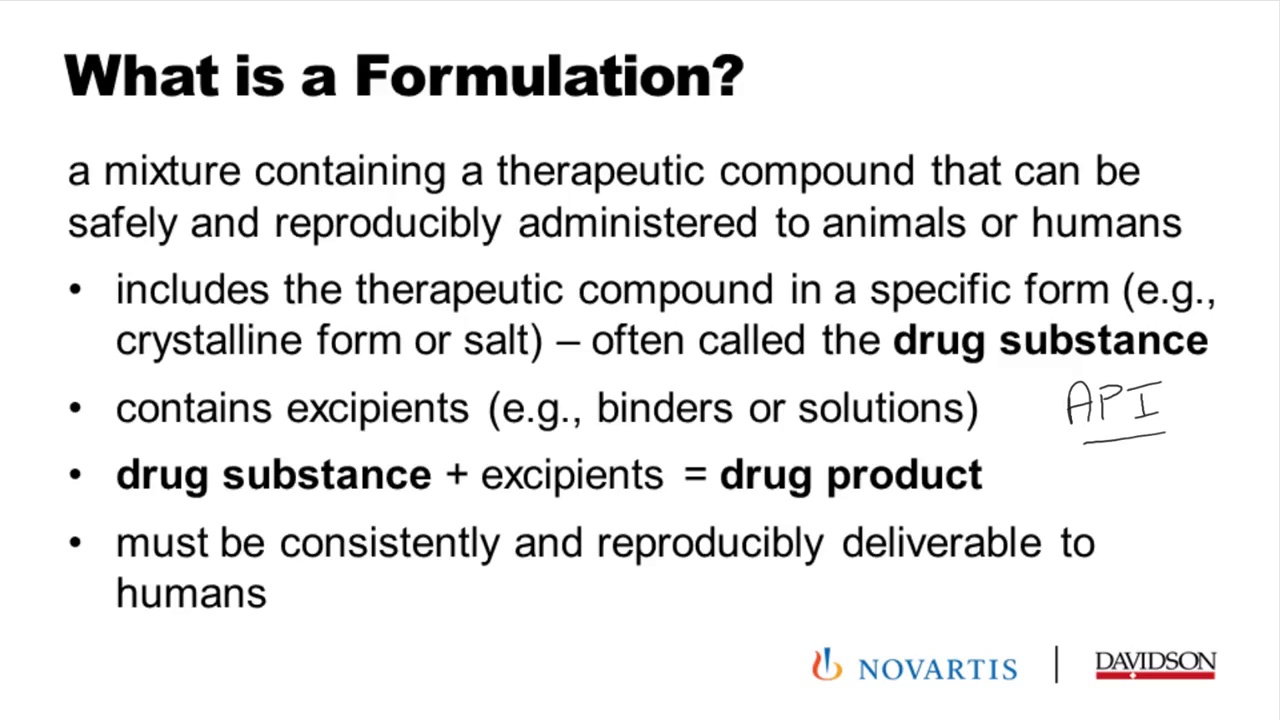 What is a Formulation?
a mixture containing a therapeutic compound that can be
safely and reproducibly administered to animals or humans
• includes the therapeutic compound in a specific form (e.g.,
crystalline form or salt) – often called the drug substance
• contains excipients (e.g., binders or solutions) API
• drug substance + excipients = drug product
• must be consistently and reproducibly deliverable to
humans
NOVARTIS | DAVIDSON